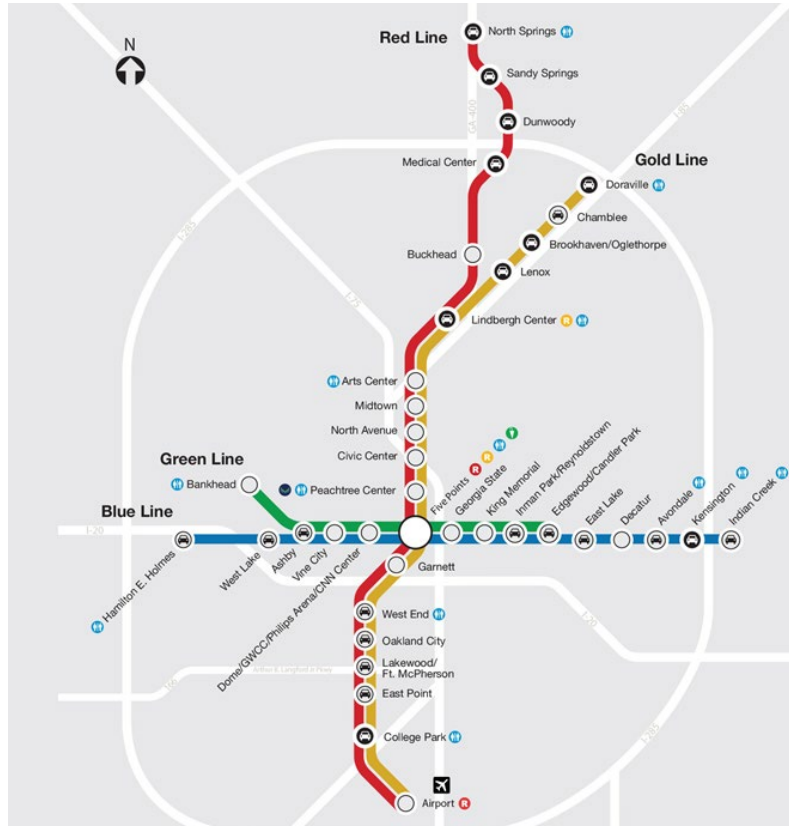 N
Red Line
North Springs
Sandy Springs
GA-400
Dunwoody
I-85
Medical Center
Gold Line
Doraville
Chamblee
I-285
Brookhaven/Oglethorpe
Buckhead
Lenox
I-75
Lindbergh Center R
Arts Center
Midtown
North Avenue
Civic Center
Green Line
Bankhead
Peachtree Center
Five Points R R
Georgia State
King Memorial
Inman Park/Reynoldstown
Edgewood/Candler Park
East Lake
Decatur
Avondale
Kensington
Indian Creek
Blue Line
I-20
Hamilton E. Holmes
West Lake
Ashby
Vine City
Dome/GWCC/Philips Arena/CNN Center
Garnett
West End
I-20
Oakland City
Lakewood/
Ft. McPherson
166
East Point
College Park
I-285
Airport R